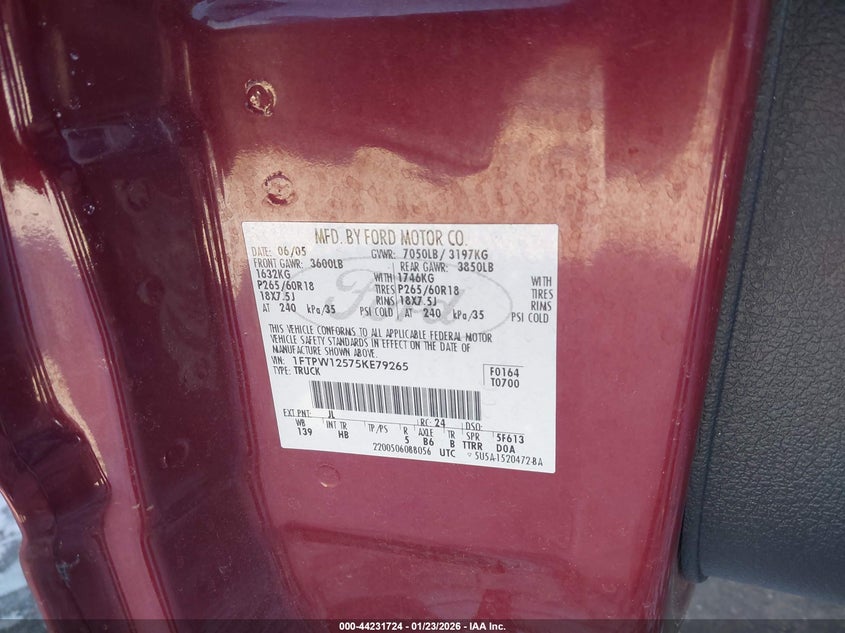 MFD. BY FORD MOTOR CO.
DATE: 06/05 GVWR: 7050LB/ 3197KG
FRONT GAWR: 3600LB REAR GAWR: 3850LB
1632KG WITH 1746KG WITH
P265/60R18 TIRES P265/60R18 TIRES
18X7.5J RIMS 18X7.5J RIMS
AT 240 kPa/35 PSI COLD AT 240 kPa/35 PSI COLD
Ford
THIS VEHICLE CONFORMS TO ALL APPLICABLE FEDERAL MOTOR
VEHICLE SAFETY STANDARDS IN EFFECT ON THE DATE OF
MANUFACTURE SHOWN ABOVE.
VIN: 1FTPW12575KE79265
TYPE: TRUCK
F0164
T0700
EXT PNT: JL RC: 24 DSO:
WB INT TR TP/PS R AXLE TR SPR 5F613
139 HB 5 B6 B TTRR DOA
2200506088056 UTC 5U5A-1520472-BA
000-44231724 | 01/23/2026 | IAA Inc.